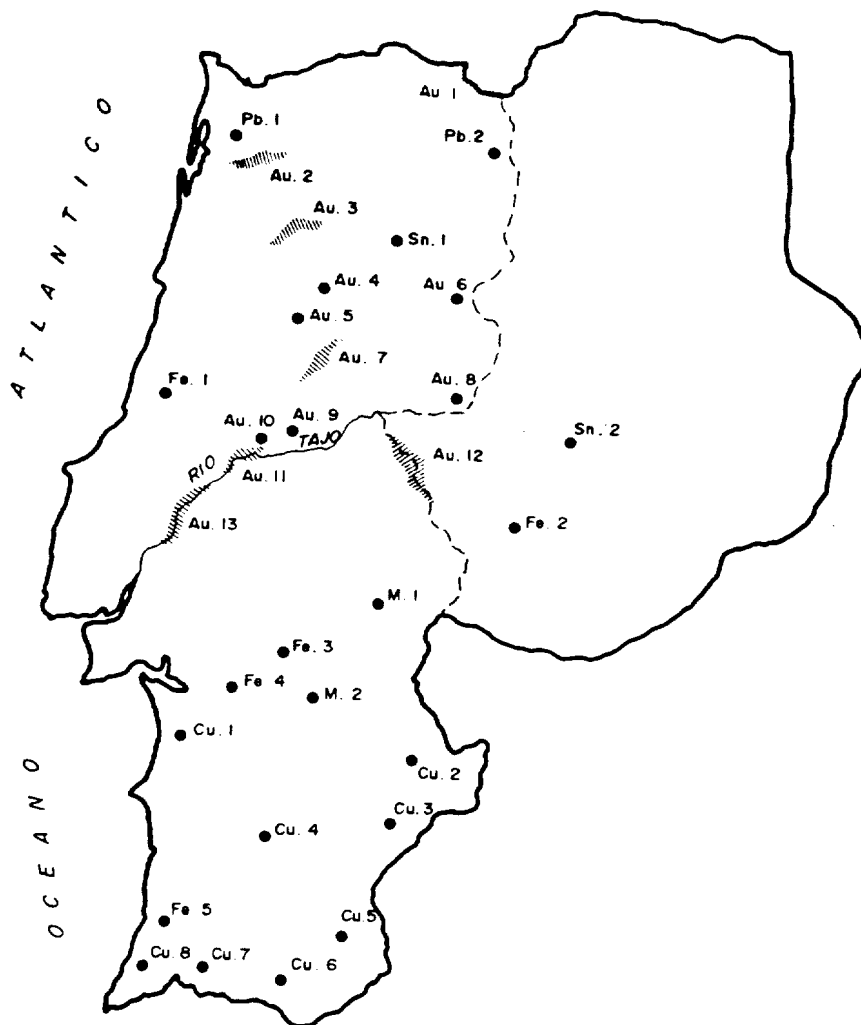 Au. 1
Pb. 1
Pb. 2
Au. 2
Au. 3
Sn. 1
Au. 4
Au 6
Au. 5
Au. 7
Fe. 1
Au. 8
Au. 10
Au. 9
TAJO
RIO
Au. 11
Au. 12
Sn. 2
Au. 13
Fe. 2
M. 1
Fe. 3
Fe 4
M. 2
Cu. 1
Cu. 2
Cu. 3
Cu. 4
Fe 5
Cu. 5
Cu. 8
Cu. 7
Cu. 6
OCEANO
ATLANTICO